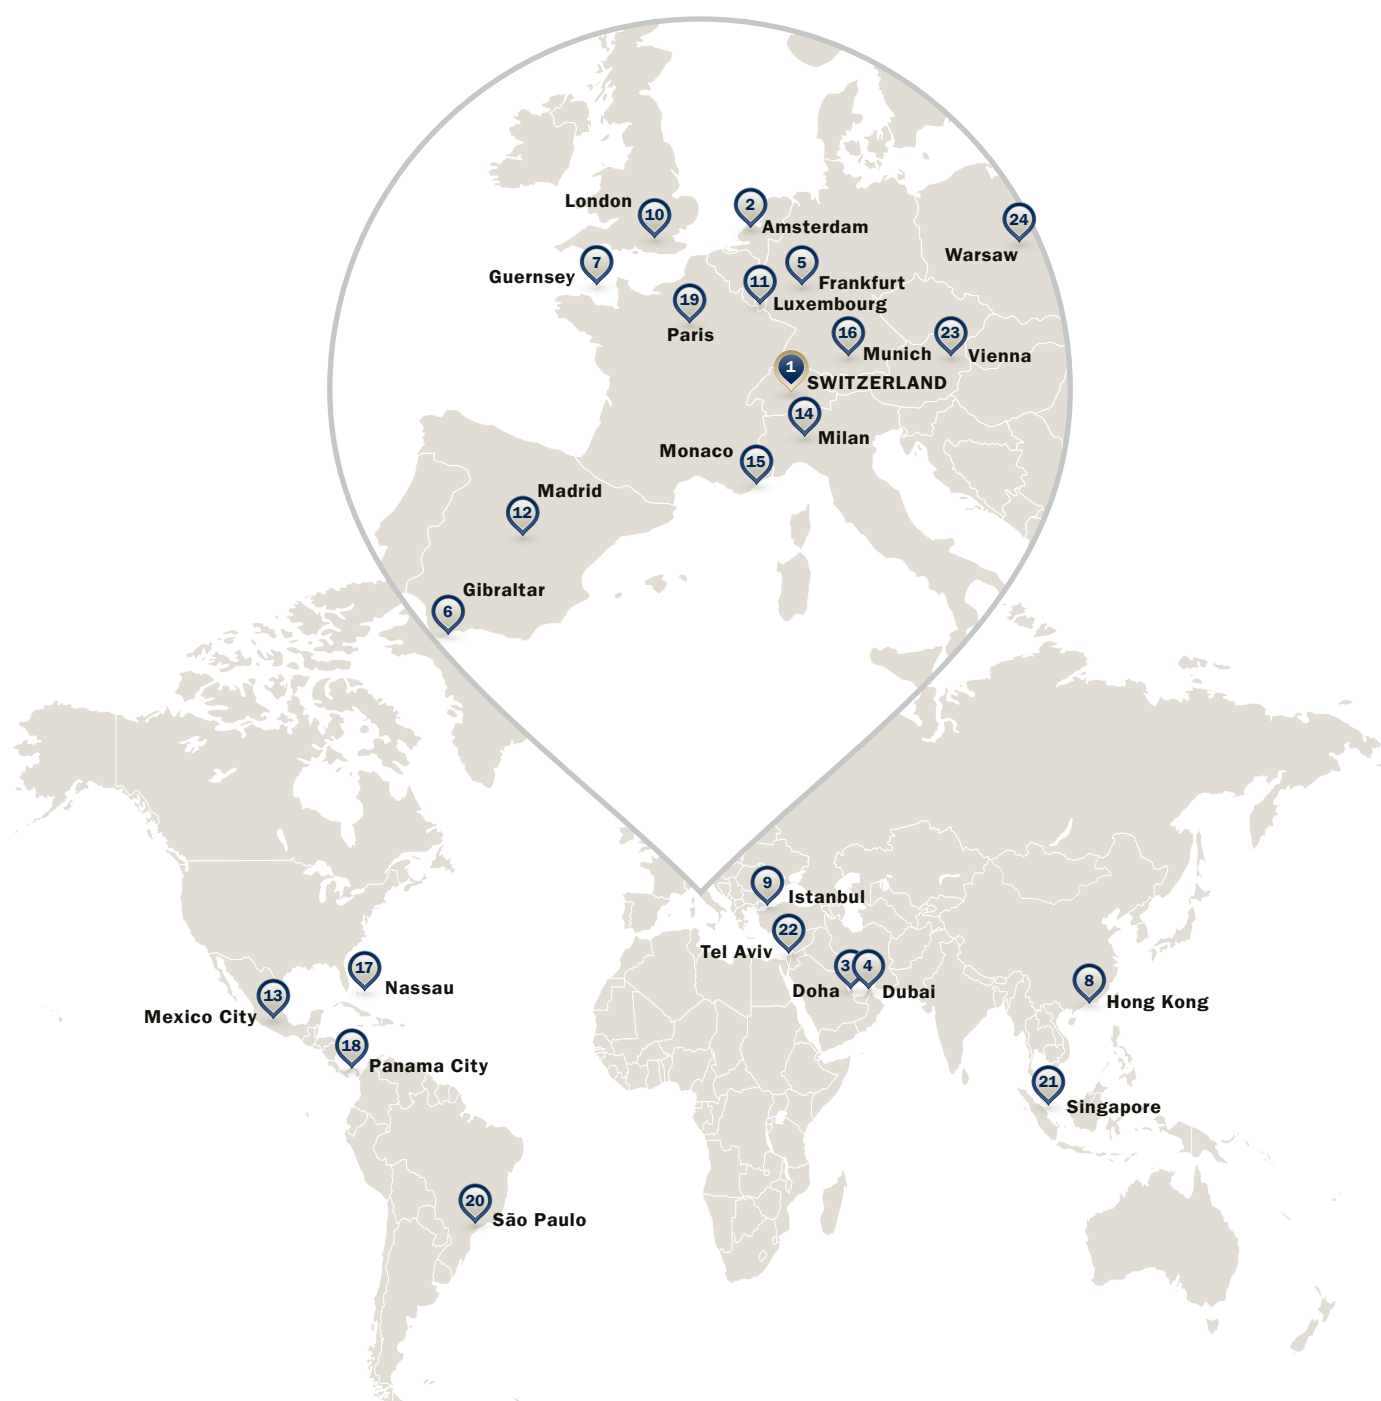 London
10
2
Amsterdam
24
Warsaw
7
Guernsey
5
Frankfurt
11
Luxembourg
19
Paris
16
Munich
23
Vienna
1
SWITZERLAND
14
Milan
Monaco
15
Madrid
12
Gibraltar
6
9
Istanbul
22
Tel Aviv
3
4
Doha
Dubai
17
Nassau
8
Hong Kong
13
Mexico City
18
Panama City
21
Singapore
20
São Paulo